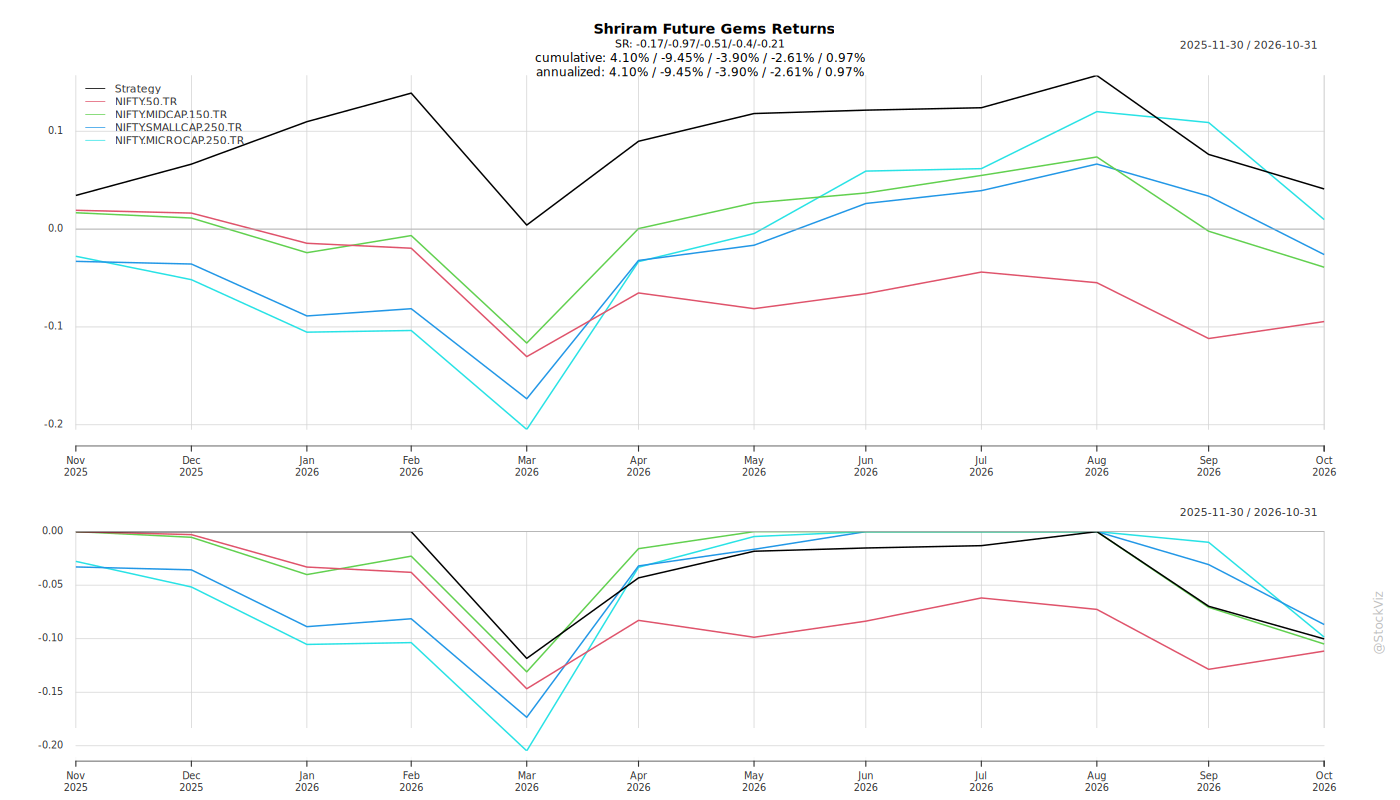 Shriram Future Gems Returns
SR: -0.17/-0.97/-0.51/-0.4/-0.21
cumulative: 4.10% / -9.45% / -3.90% / -2.61% / 0.97%
annualized: 4.10% / -9.45% / -3.90% / -2.61% / 0.97%
2025-11-30 / 2026-10-31
Strategy
NIFTY.50.TR
NIFTY.MIDCAP.150.TR
NIFTY.SMALLCAP.250.TR
NIFTY.MICROCAP.250.TR
0.1
0.0
-0.1
-0.2
Nov Dec Jan Feb Mar Apr May Jun Jul Aug Sep Oct
2025 2025 2026 2026 2026 2026 2026 2026 2026 2026 2026 2026
2025-11-30 / 2026-10-31
0.00
-0.05
-0.10
-0.15
-0.20
Nov Dec Jan Feb Mar Apr May Jun Jul Aug Sep Oct
2025 2025 2026 2026 2026 2026 2026 2026 2026 2026 2026 2026
@StockViz